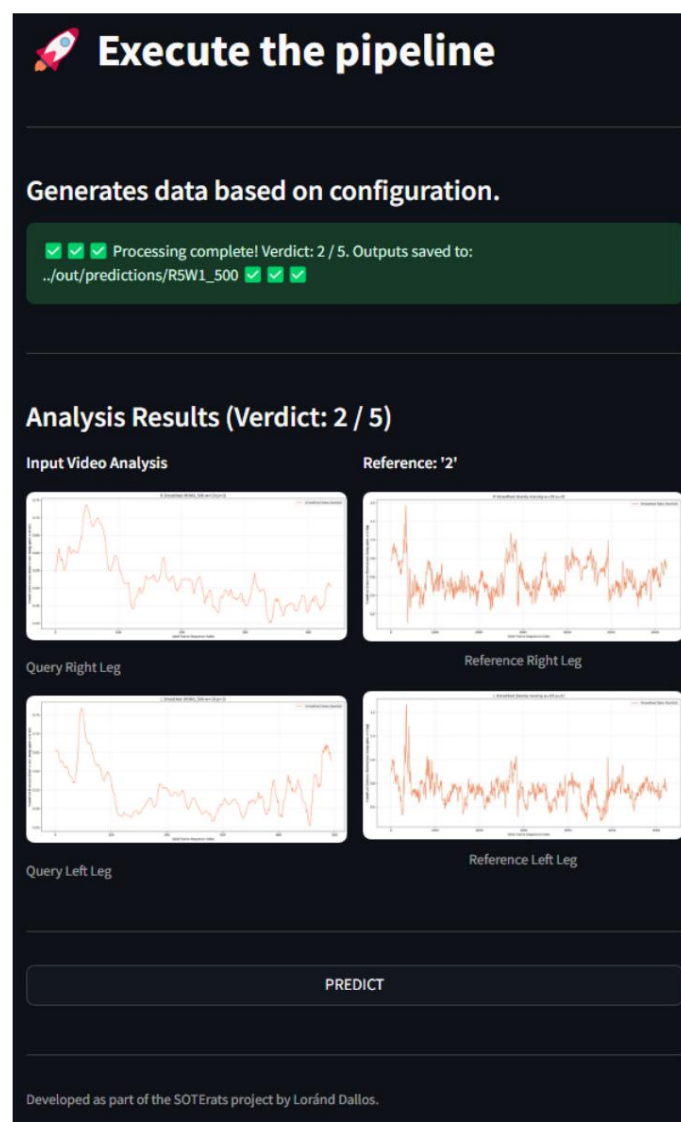 Execute the pipeline
Generates data based on configuration.
Processing complete! Verdict: 2 / 5. Outputs saved to:
../out/predictions/R5W1_500
Analysis Results (Verdict: 2 / 5)
Input Video Analysis
Reference: '2'
Query Right Leg
Reference Right Leg
Query Left Leg
Reference Left Leg
PREDICT
Developed as part of the SOTErats project by Loránd Dallos.